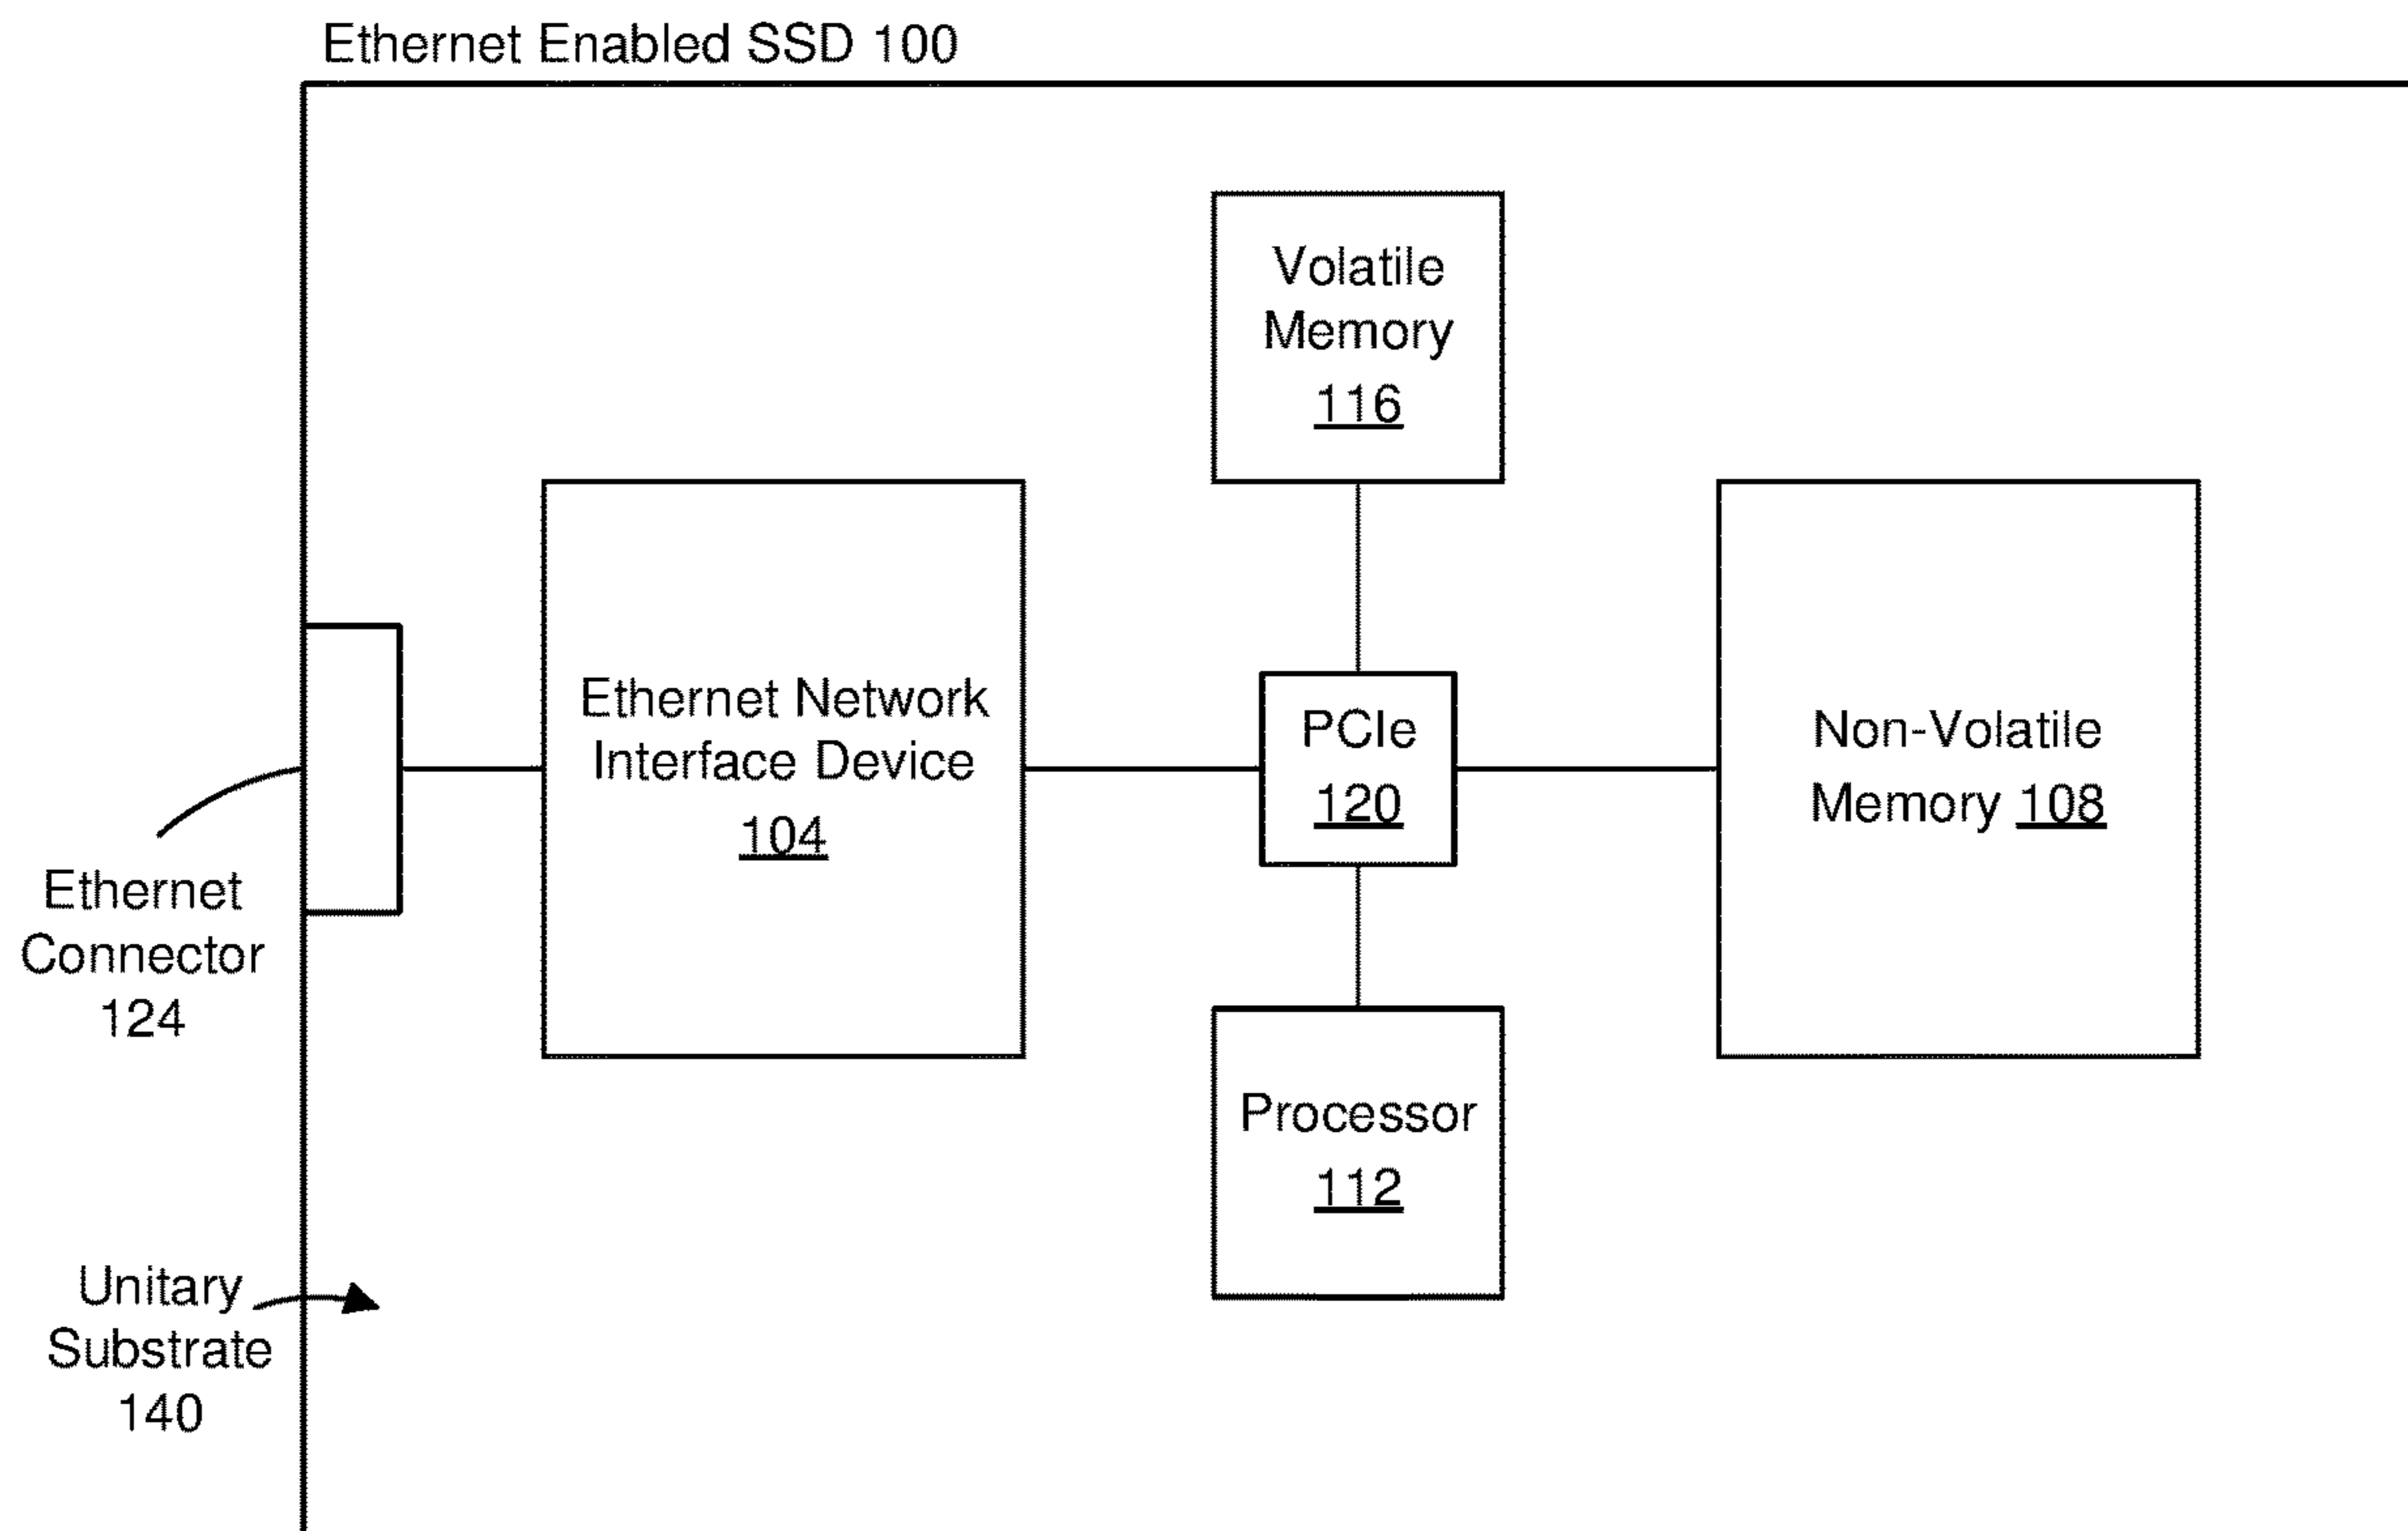 Ethernet Enabled SSD 100
Volatile
Memory
116
Ethernet Network
Interface Device
104
PCIe
120
Non-Volatile
Memory 108
Ethernet
Connector
124
Processor
112
Unitary
Substrate
140